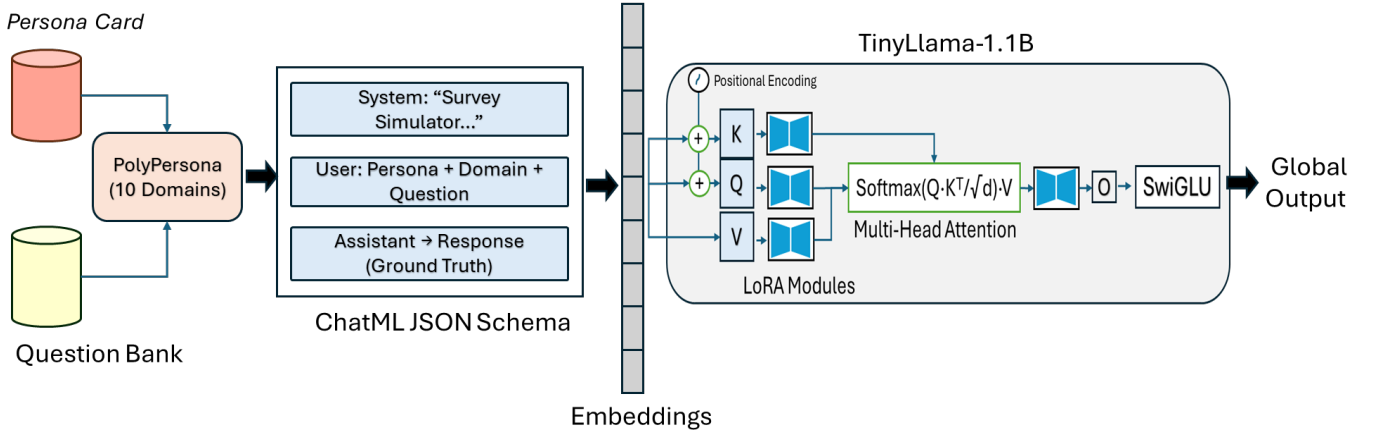 Persona Card
PolyPersona
(10 Domains)
Question Bank
System: “Survey
Simulator...”
User: Persona + Domain +
Question
Assistant → Response
(Ground Truth)
ChatML JSON Schema
Embeddings
TinyLlama-1.1B
Positional Encoding
+
K
+
Q
V
LoRA Modules
Softmax(Q·Kᵀ/√d)·V
Multi-Head Attention
O
SwiGLU
Global
Output